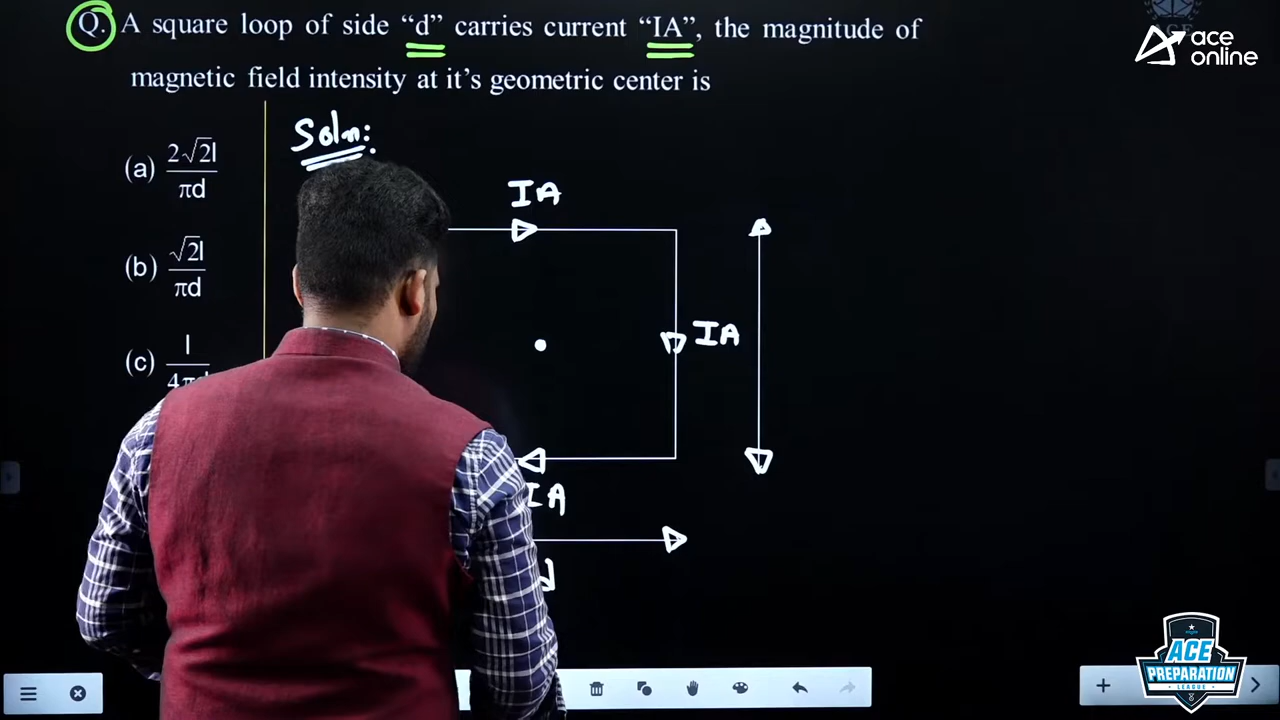 Q. A square loop of side “d” carries current “IA”, the magnitude of
magnetic field intensity at it’s geometric center is
ace
online
Soln:
(a) 2√2I
πd
(b) √2I
πd
(c) I
IA
IA
IA
d
ACE
PREPARATION
LEAGUE